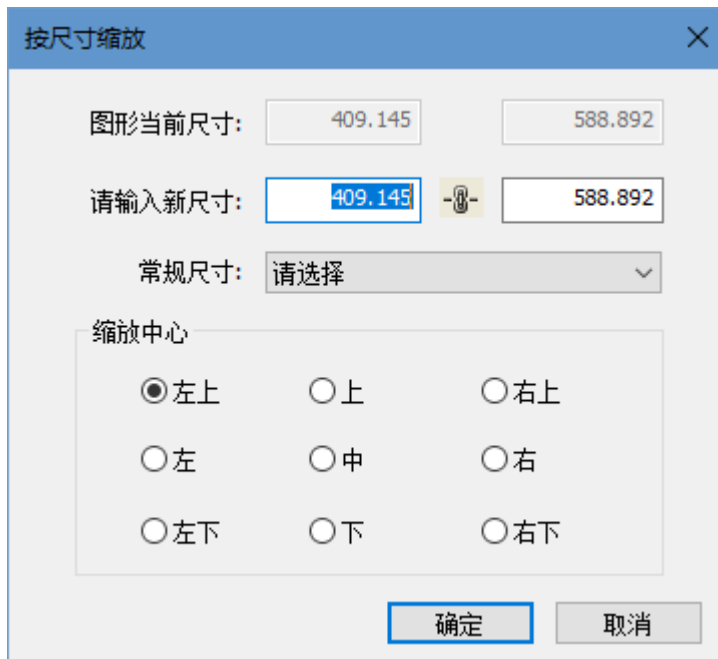 按尺寸缩放
图形当前尺寸: 409.145 588.892
请输入新尺寸: 409.145 588.892
常规尺寸: 请选择
缩放中心
左上 上 右上
左 中 右
左下 下 右下
确定 取消